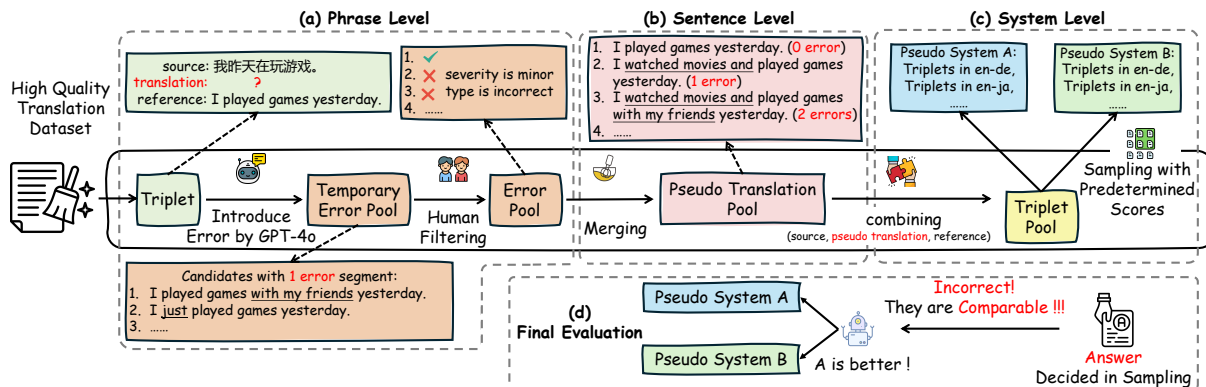 (a) Phrase Level
(b) Sentence Level
(c) System Level
High Quality
Translation
Dataset
source: 我昨天在玩游戏。
translation: ?
reference: I played games yesterday.
1.
2. severity is minor
3. type is incorrect
4. ......
1. I played games yesterday. (0 error)
2. I watched movies and played games
yesterday. (1 error)
3. I watched movies and played games
with my friends yesterday. (2 errors)
4. ......
Pseudo System A:
Triplets in en-de,
Triplets in en-ja,
......
Pseudo System B:
Triplets in en-de,
Triplets in en-ja,
......
Triplet
Introduce
Error by GPT-4o
Temporary
Error Pool
Human
Filtering
Error
Pool
Merging
Pseudo Translation
Pool
combining
(source, pseudo translation, reference)
Triplet
Pool
Sampling with
Predetermined
Scores
Candidates with 1 error segment:
1. I played games with my friends yesterday.
2. I just played games yesterday.
3. ......
(d)
Final Evaluation
Pseudo System A
Pseudo System B
A is better !
Incorrect!
They are Comparable !!!
A
Answer
Decided in Sampling